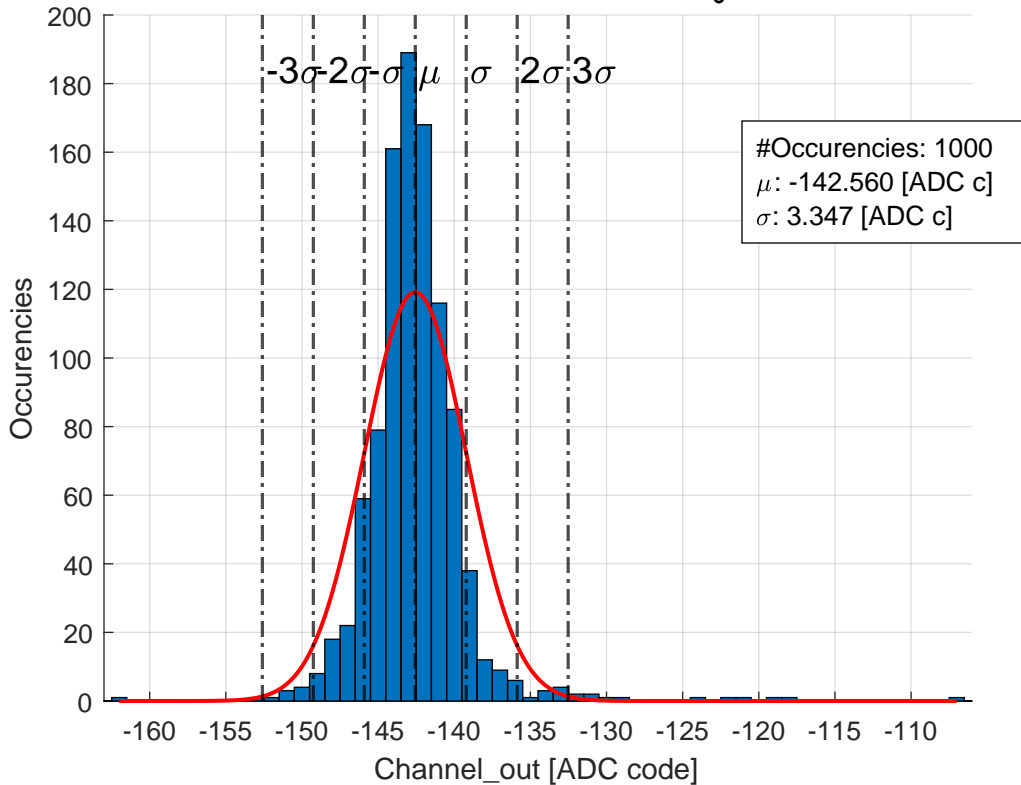 200
180
160
140
120
100
80
60
40
20
0
Occurencies
-3σ -2σ -σ μ σ 2σ 3σ
#Occurencies: 1000
μ: -142.560 [ADC c]
σ: 3.347 [ADC c]
-160 -155 -150 -145 -140 -135 -130 -125 -120 -115 -110
Channel_out [ADC code]